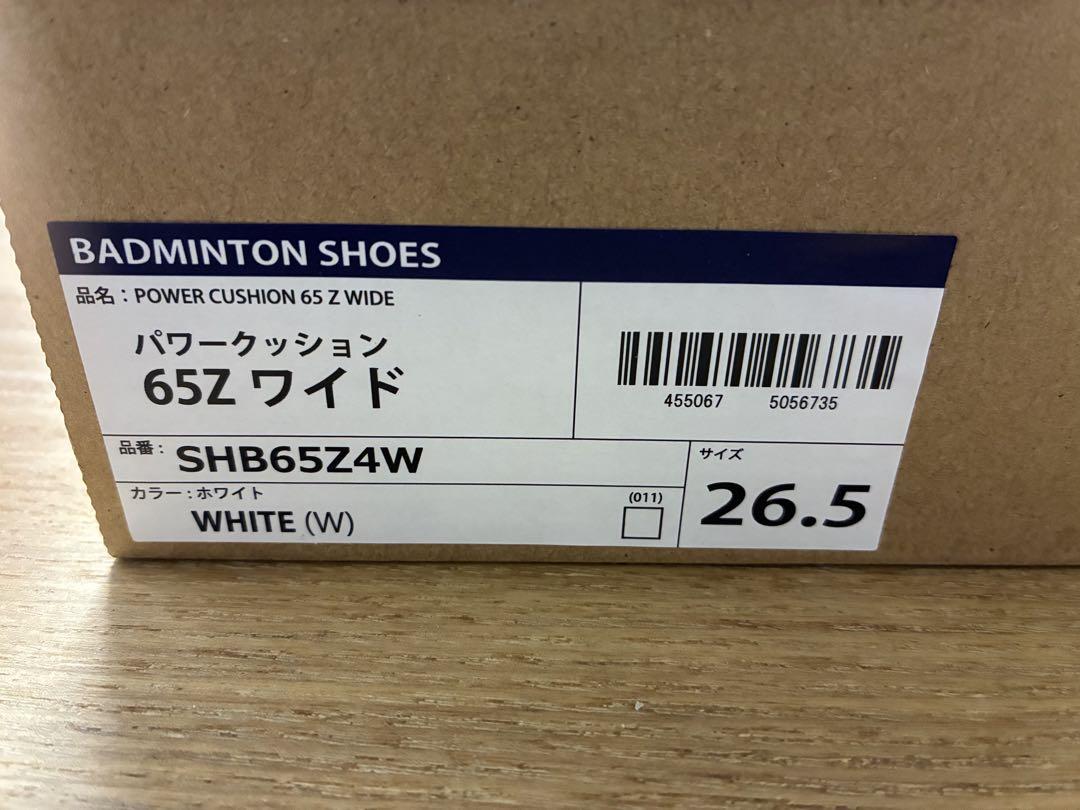 BADMINTON SHOES
品名：POWER CUSHION 65 Z WIDE
パワークッション
65Z ワイド
455067 5056735
品番：SHB65Z4W
カラー：ホワイト
WHITE (W)
(011)
サイズ
26.5